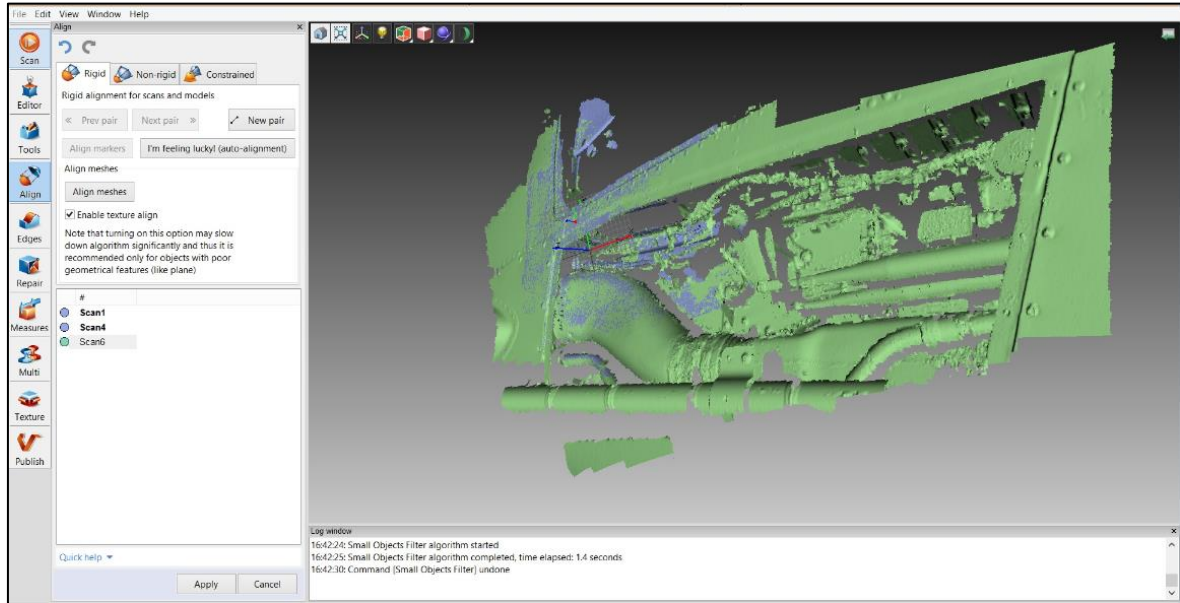 File Edit View Window Help
Align
Scan
Editor
Tools
Align
Edges
Repair
Measures
Multi
Texture
Publish
Rigid Non-rigid Constrained
Rigid alignment for scans and models
« Prev pair Next pair » New pair
Align markers I'm feeling lucky! (auto-alignment)
Align meshes
Align meshes
Enable texture align
Note that turning on this option may slow
down algorithm significantly and thus it is
recommended only for objects with poor
geometrical features (like plane)
#
Scan1
Scan4
Scan6
Quick help
Apply Cancel
Log window
16:42:24: Small Objects Filter algorithm started
16:42:25: Small Objects Filter algorithm completed, time elapsed: 1.4 seconds
16:42:30: Command [Small Objects Filter] undone